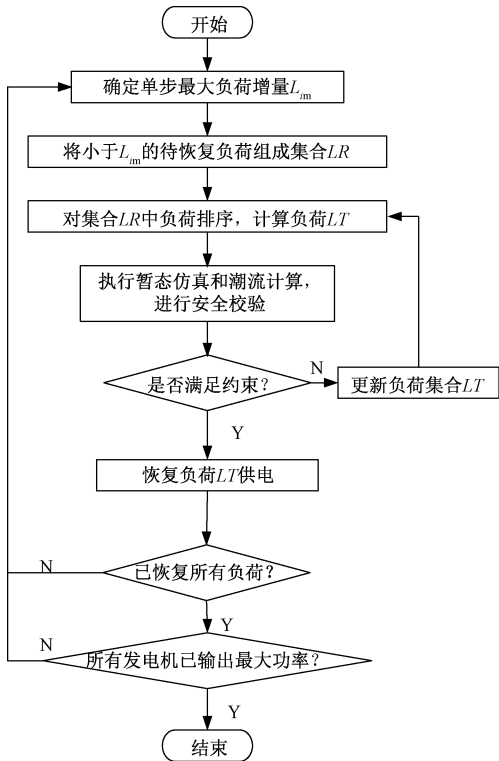 开始
确定单步最大负荷增量Lim
将小于Lim的待恢复负荷组成集合LR
对集合LR中负荷排序，计算负荷LT
执行暂态仿真和潮流计算，
进行安全校验
是否满足约束？
N
更新负荷集合LT
Y
恢复负荷LT供电
N
已恢复所有负荷？
Y
N
所有发电机已输出最大功率？
Y
结束